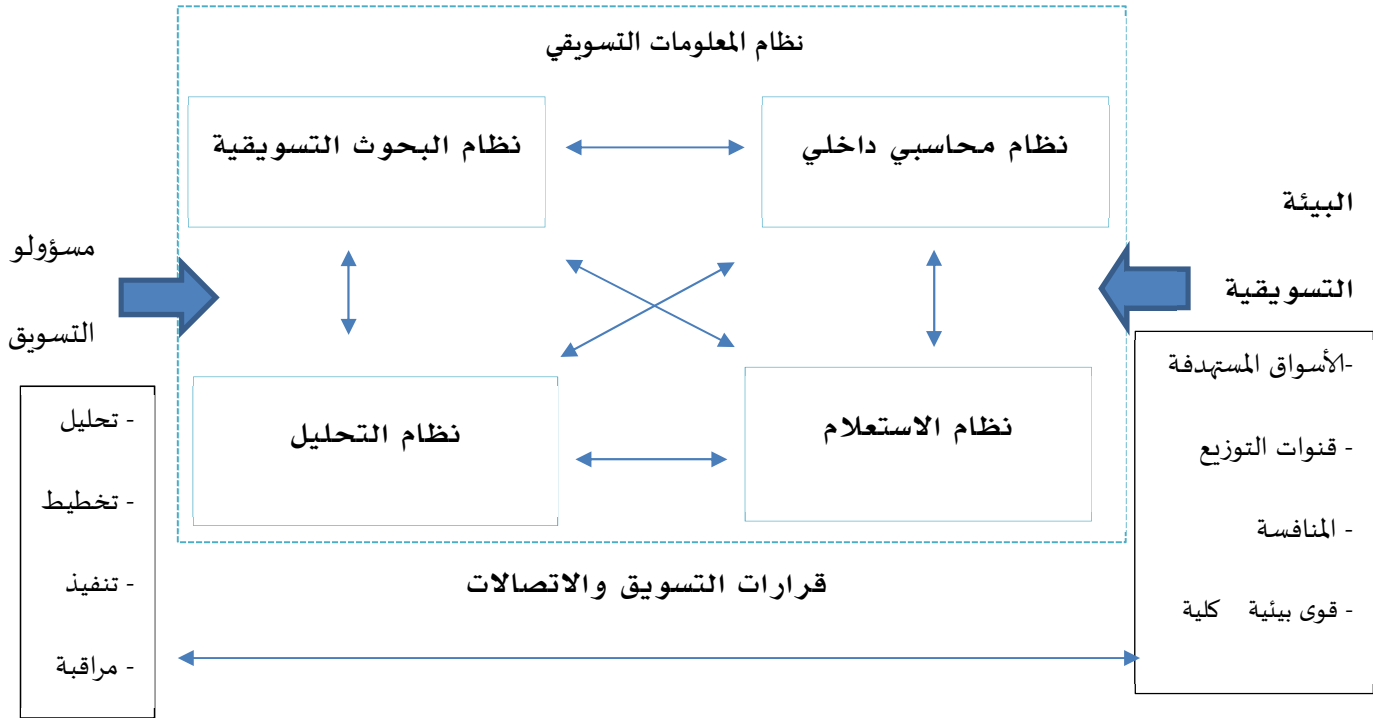 نظام المعلومات التسويقي
نظام محاسبي داخلي
نظام البحوث التسويقية
نظام الاستعلام
نظام التحليل
البيئة
التسويقية
-الأسواق المستهدفة
- قنوات التوزيع
- المنافسة
- قوى بيئية كلية
مسؤولو
التسويق
- تحليل
- تخطيط
- تنفيذ
- مراقبة
قرارات التسويق والاتصالات